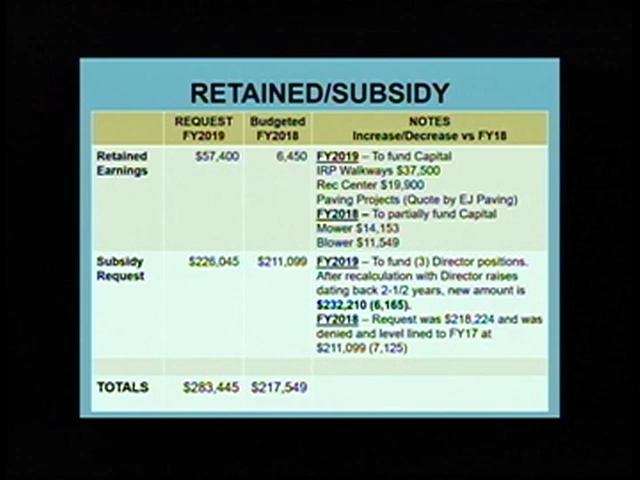 RETAINED/SUBSIDY
REQUEST FY2019
Budgeted FY2018
NOTES
Increase/Decrease vs FY18
Retained Earnings
$57,400
6,450
FY2019 – To fund Capital
IRP Walkways $37,500
Rec Center $19,900
Paving Projects (Quote by EJ Paving)
FY2018 – To partially fund Capital
Mower $14,153
Blower $11,549
Subsidy Request
$226,045
$211,099
FY2019 – To fund (3) Director positions.
After recalculation with Director raises
dating back 2-1/2 years, new amount is
$232,210 (6,165).
FY2018 – Request was $218,224 and was
denied and level lined to FY17 at
$211,099 (7,125)
TOTALS
$283,445
$217,549